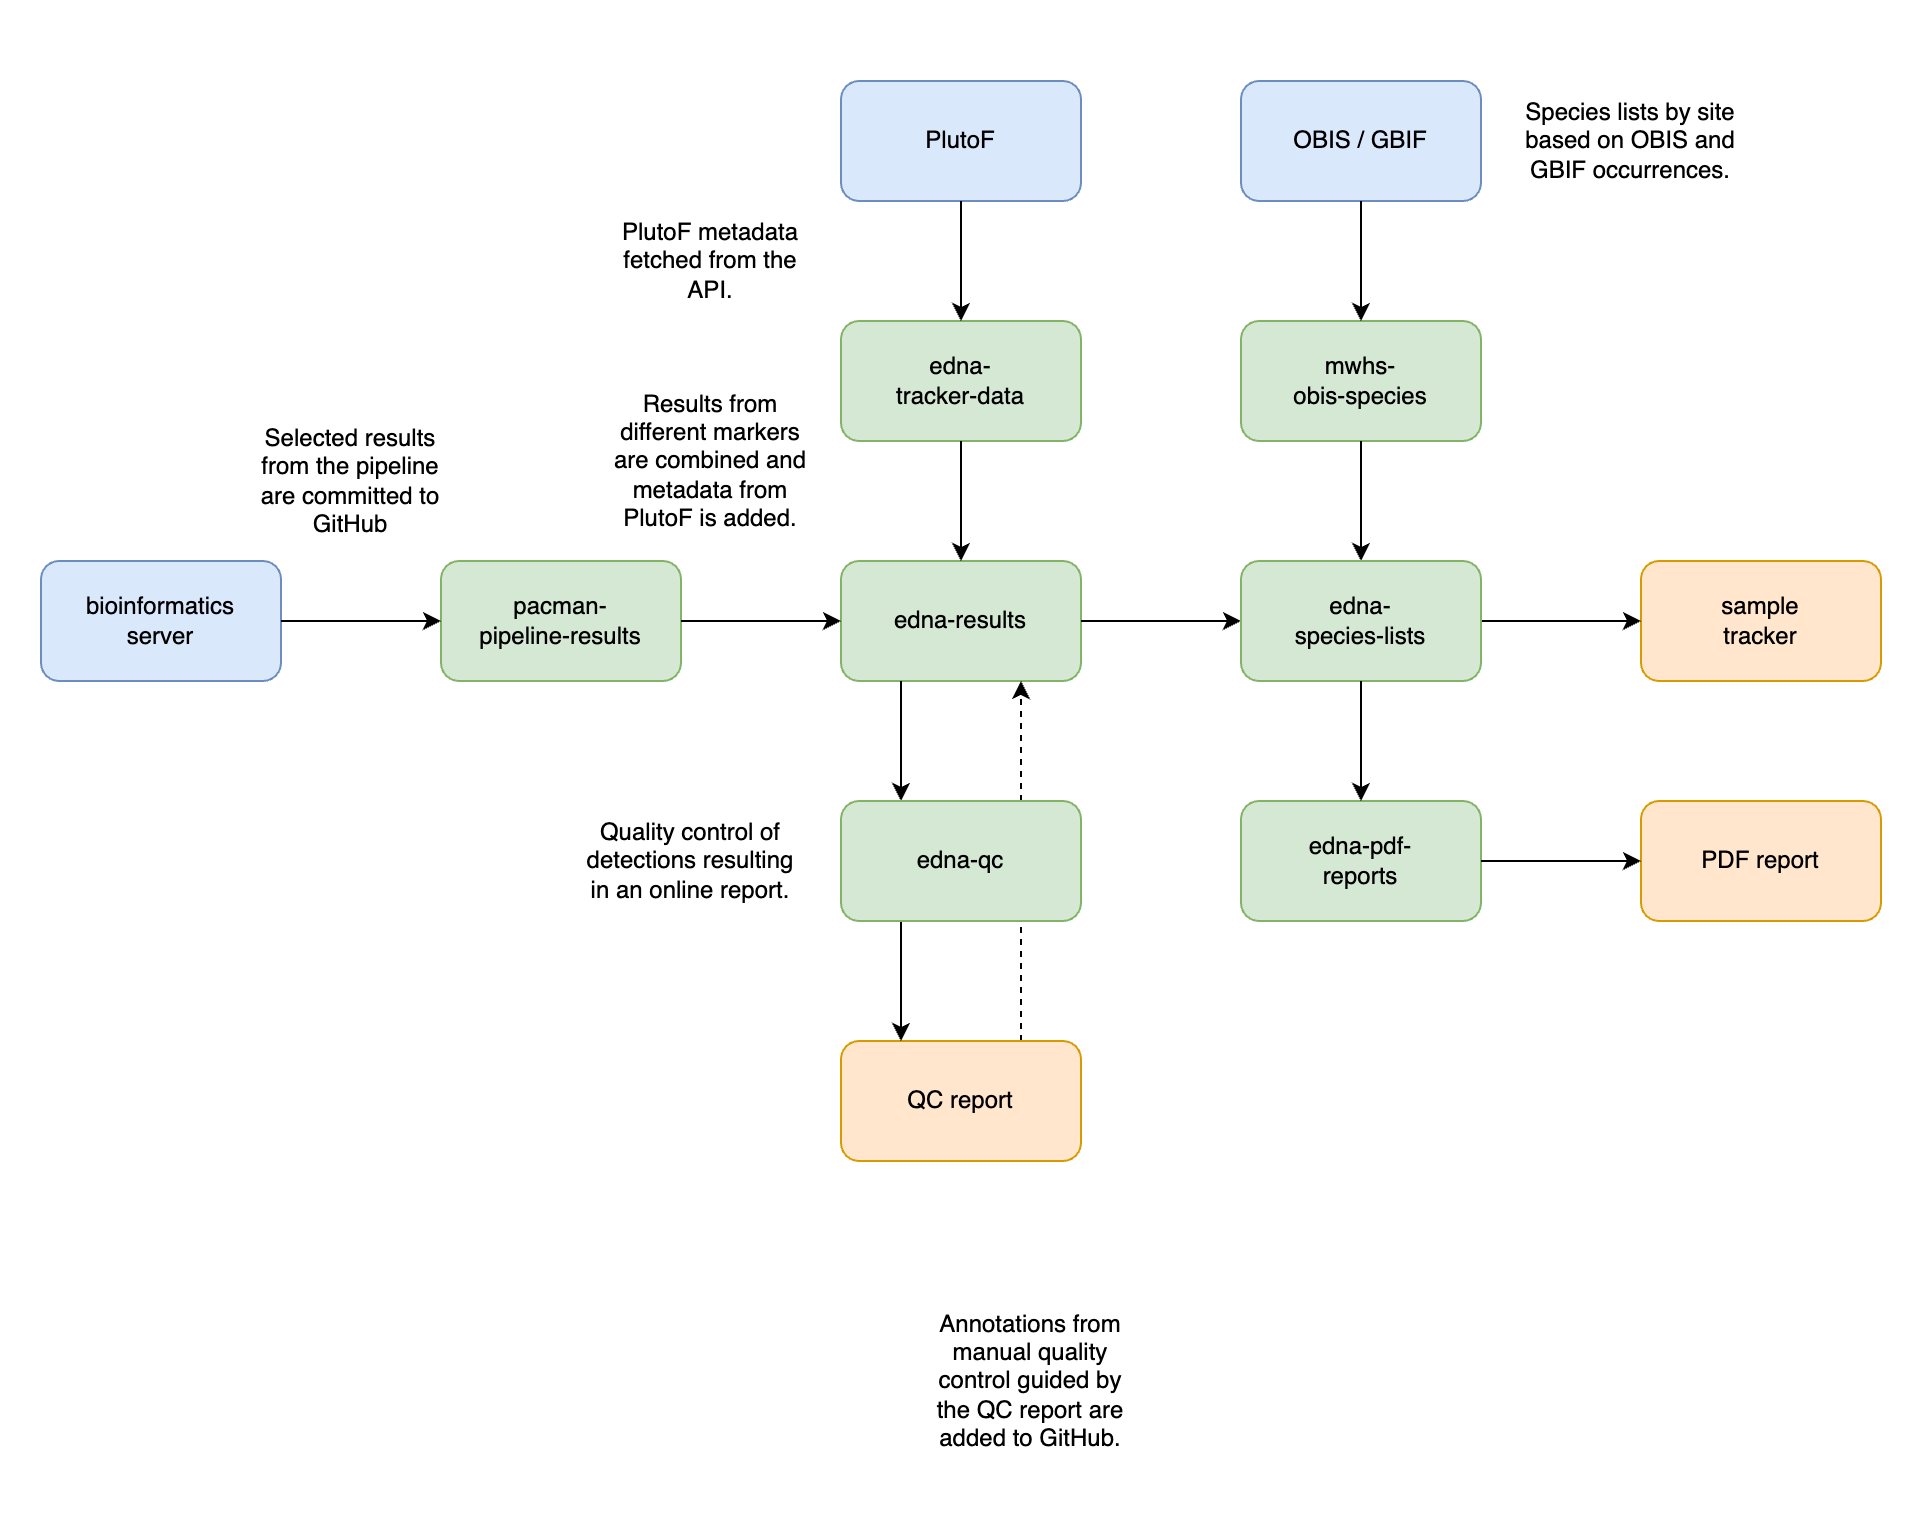 PlutoF
OBIS / GBIF
Species lists by site
based on OBIS and
GBIF occurrences.
PlutoF metadata
fetched from the
API.
edna-
tracker-data
mwhs-
obis-species
Results from
different markers
are combined and
metadata from
PlutoF is added.
Selected results
from the pipeline
are committed to
GitHub
bioinformatics
server
pacman-
pipeline-results
edna-results
edna-
species-lists
sample
tracker
Quality control of
detections resulting
in an online report.
edna-qc
edna-pdf-
reports
PDF report
QC report
Annotations from
manual quality
control guided by
the QC report are
added to GitHub.